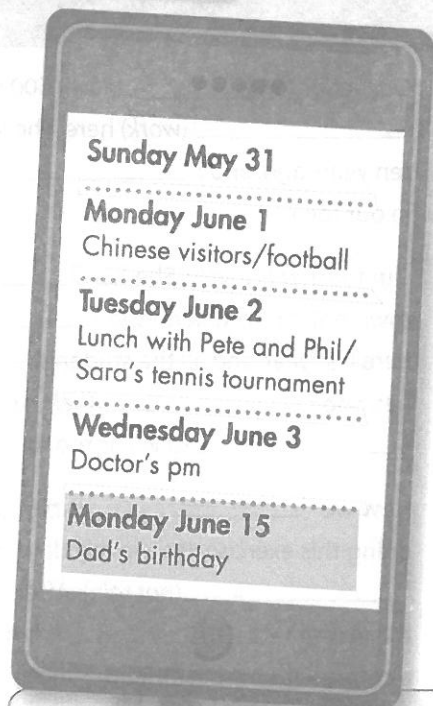 Sunday May 31
Monday June 1
Chinese visitors/football
Tuesday June 2
Lunch with Pete and Phil/
Sara's tennis tournament
Wednesday June 3
Doctor's pm
Monday June 15
Dad's birthday